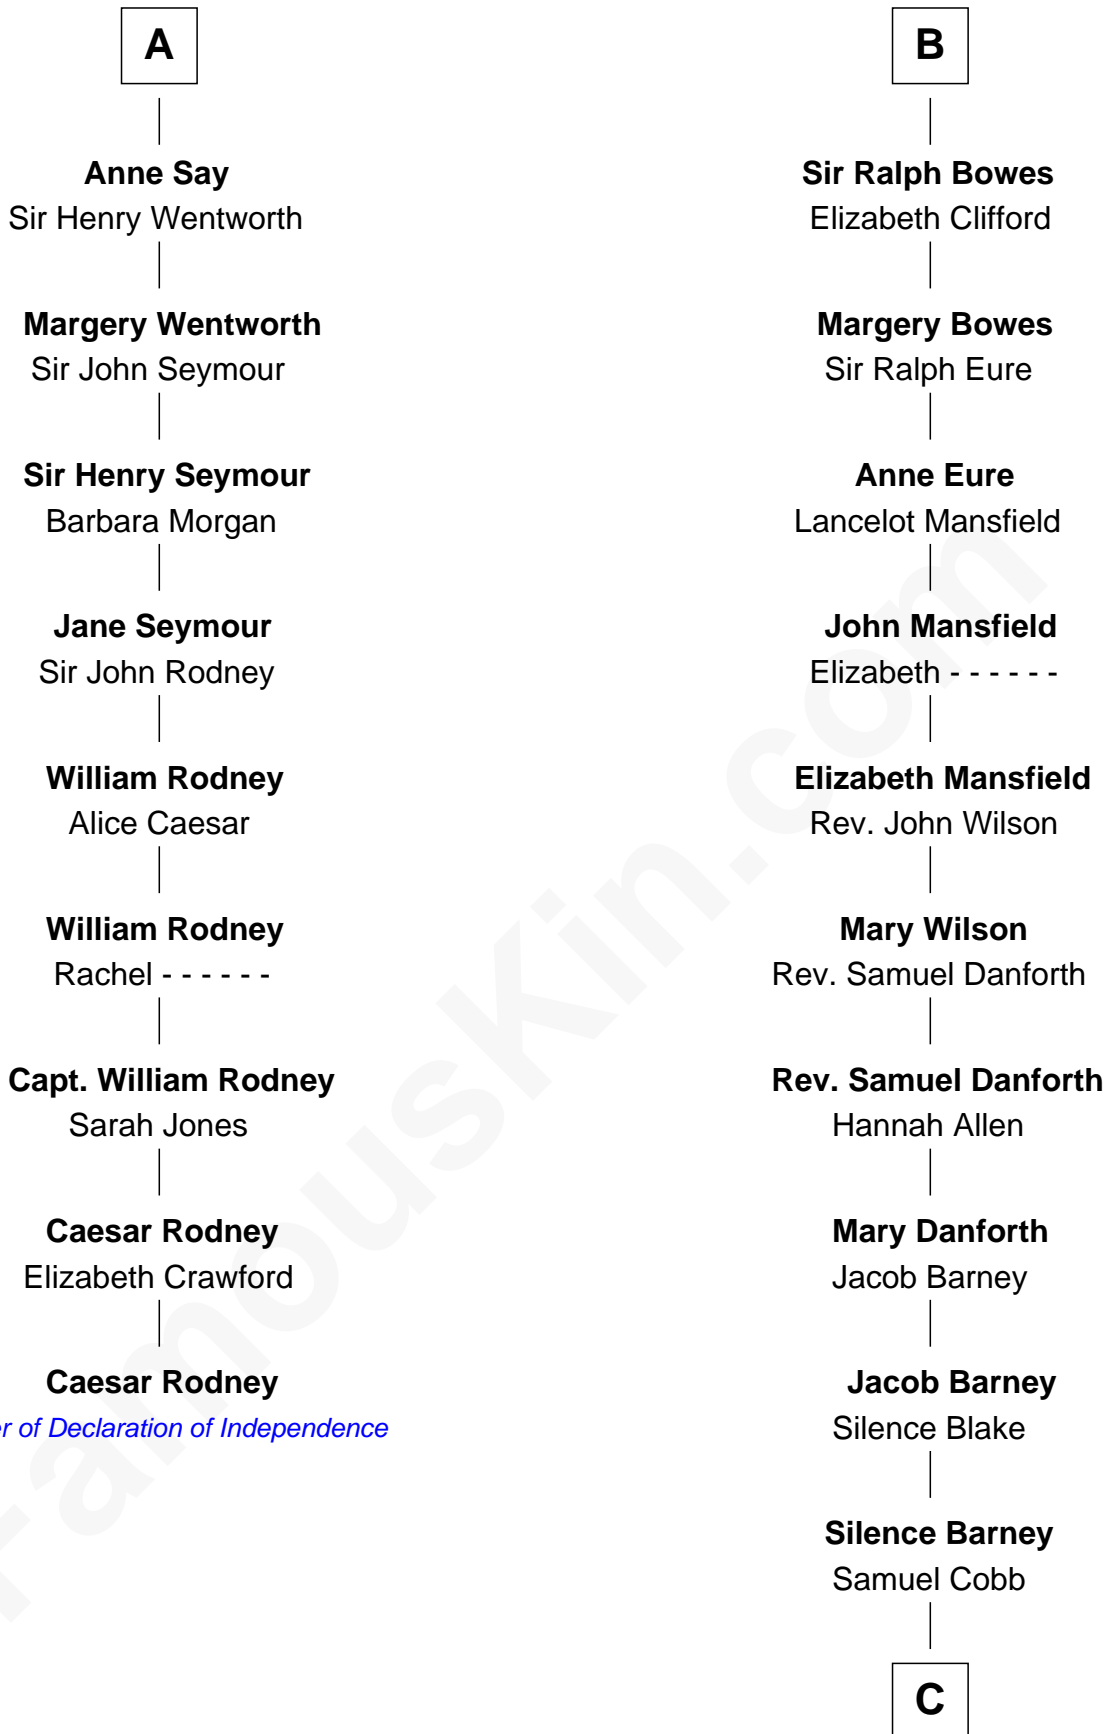 A
Anne Say
Sir Henry Wentworth
Margery Wentworth
Sir John Seymour
Sir Henry Seymour
Barbara Morgan
Jane Seymour
Sir John Rodney
William Rodney
Alice Caesar
William Rodney
Rachel - - - - - -
Capt. William Rodney
Sarah Jones
Caesar Rodney
Elizabeth Crawford
Caesar Rodney
er of Declaration of Independence
B
Sir Ralph Bowes
Elizabeth Clifford
Margery Bowes
Sir Ralph Eure
Anne Eure
Lancelot Mansfield
John Mansfield
Elizabeth - - - - - -
Elizabeth Mansfield
Rev. John Wilson
Mary Wilson
Rev. Samuel Danforth
Rev. Samuel Danforth
Hannah Allen
Mary Danforth
Jacob Barney
Jacob Barney
Silence Blake
Silence Barney
Samuel Cobb
C
FamousKin.com